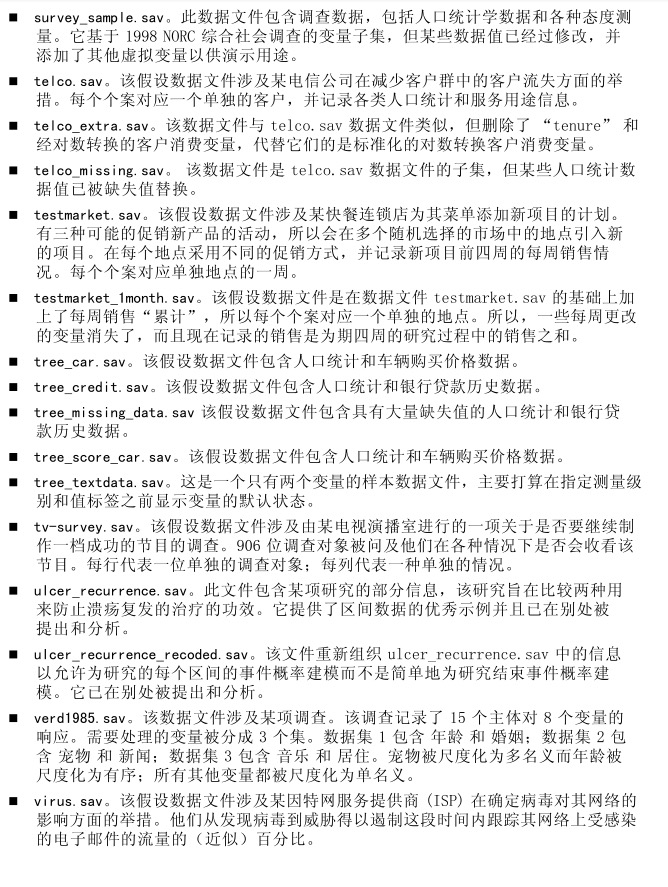 ■ survey_sample.sav。此数据文件包含调查数据，包括人口统计学数据和各种态度测
量。它基于 1998 NORC 综合社会调查的变量子集，但某些数据值已经过修改，并
添加了其他虚拟变量以供演示用途。
■ telco.sav。该假设数据文件涉及某电信公司在减少客户群中的客户流失方面的举
措。每个个案对应一个单独的客户，并记录各类人口统计和服务用途信息。
■ telco_extra.sav。该数据文件与 telco.sav 数据文件类似，但删除了 “tenure” 和
经对数转换的客户消费变量，代替它们的是标准化的对数转换客户消费变量。
■ telco_missing.sav。 该数据文件是 telco.sav 数据文件的子集，但某些人口统计数
据值已被缺失值替换。
■ testmarket.sav。该假设数据文件涉及某快餐连锁店为其菜单添加新项目的计划。
有三种可能的促销新产品的活动，所以会在多个随机选择的市场中的地点引入新
的项目。在每个地点采用不同的促销方式，并记录新项目前四周的每周销售情
况。每个个案对应单独地点的一周。
■ testmarket_1month.sav。该假设数据文件是在数据文件 testmarket.sav 的基础上加
上了每周销售“累计”，所以每个个案对应一个单独的地点。所以，一些每周更改
的变量消失了，而且现在记录的销售是为期四周的研究过程中的销售之和。
■ tree_car.sav。该假设数据文件包含人口统计和车辆购买价格数据。
■ tree_credit.sav。该假设数据文件包含人口统计和银行贷款历史数据。
■ tree_missing_data.sav 该假设数据文件包含具有大量缺失值的人口统计和银行贷
款历史数据。
■ tree_score_car.sav。该假设数据文件包含人口统计和车辆购买价格数据。
■ tree_textdata.sav。这是一个只有两个变量的样本数据文件，主要打算在指定测量级
别和值标签之前显示变量的默认状态。
■ tv-survey.sav。该假设数据文件涉及由某电视演播室进行的一项关于是否要继续制
作一档成功的节目的调查。906 位调查对象被问及他们在各种情况下是否会收看该
节目。每行代表一位单独的调查对象；每列代表一种单独的情况。
■ ulcer_recurrence.sav。此文件包含某项研究的部分信息，该研究旨在比较两种用
来防止溃疡复发的治疗的功效。它提供了区间数据的优秀示例并且已在别处被
提出和分析。
■ ulcer_recurrence_recoded.sav。该文件重新组织 ulcer_recurrence.sav 中的信息
以允许为研究的每个区间的事件概率建模而不是简单地为研究结束事件概率建
模。它已在别处被提出和分析。
■ verd1985.sav。该数据文件涉及某项调查。该调查记录了 15 个主体对 8 个变量的
响应。需要处理的变量被分成 3 个集。数据集 1 包含 年龄 和 婚姻；数据集 2 包
含 宠物 和 新闻；数据集 3 包含 音乐 和 居住。宠物被尺度化为多名义而年龄被
尺度化为有序；所有其他变量都被尺度化为单名义。
■ virus.sav。该假设数据文件涉及某因特网服务提供商 (ISP) 在确定病毒对其网络的
影响方面的举措。他们从发现病毒到威胁得以遏制这段时间内跟踪其网络上受感染
的电子邮件的流量的（近似）百分比。